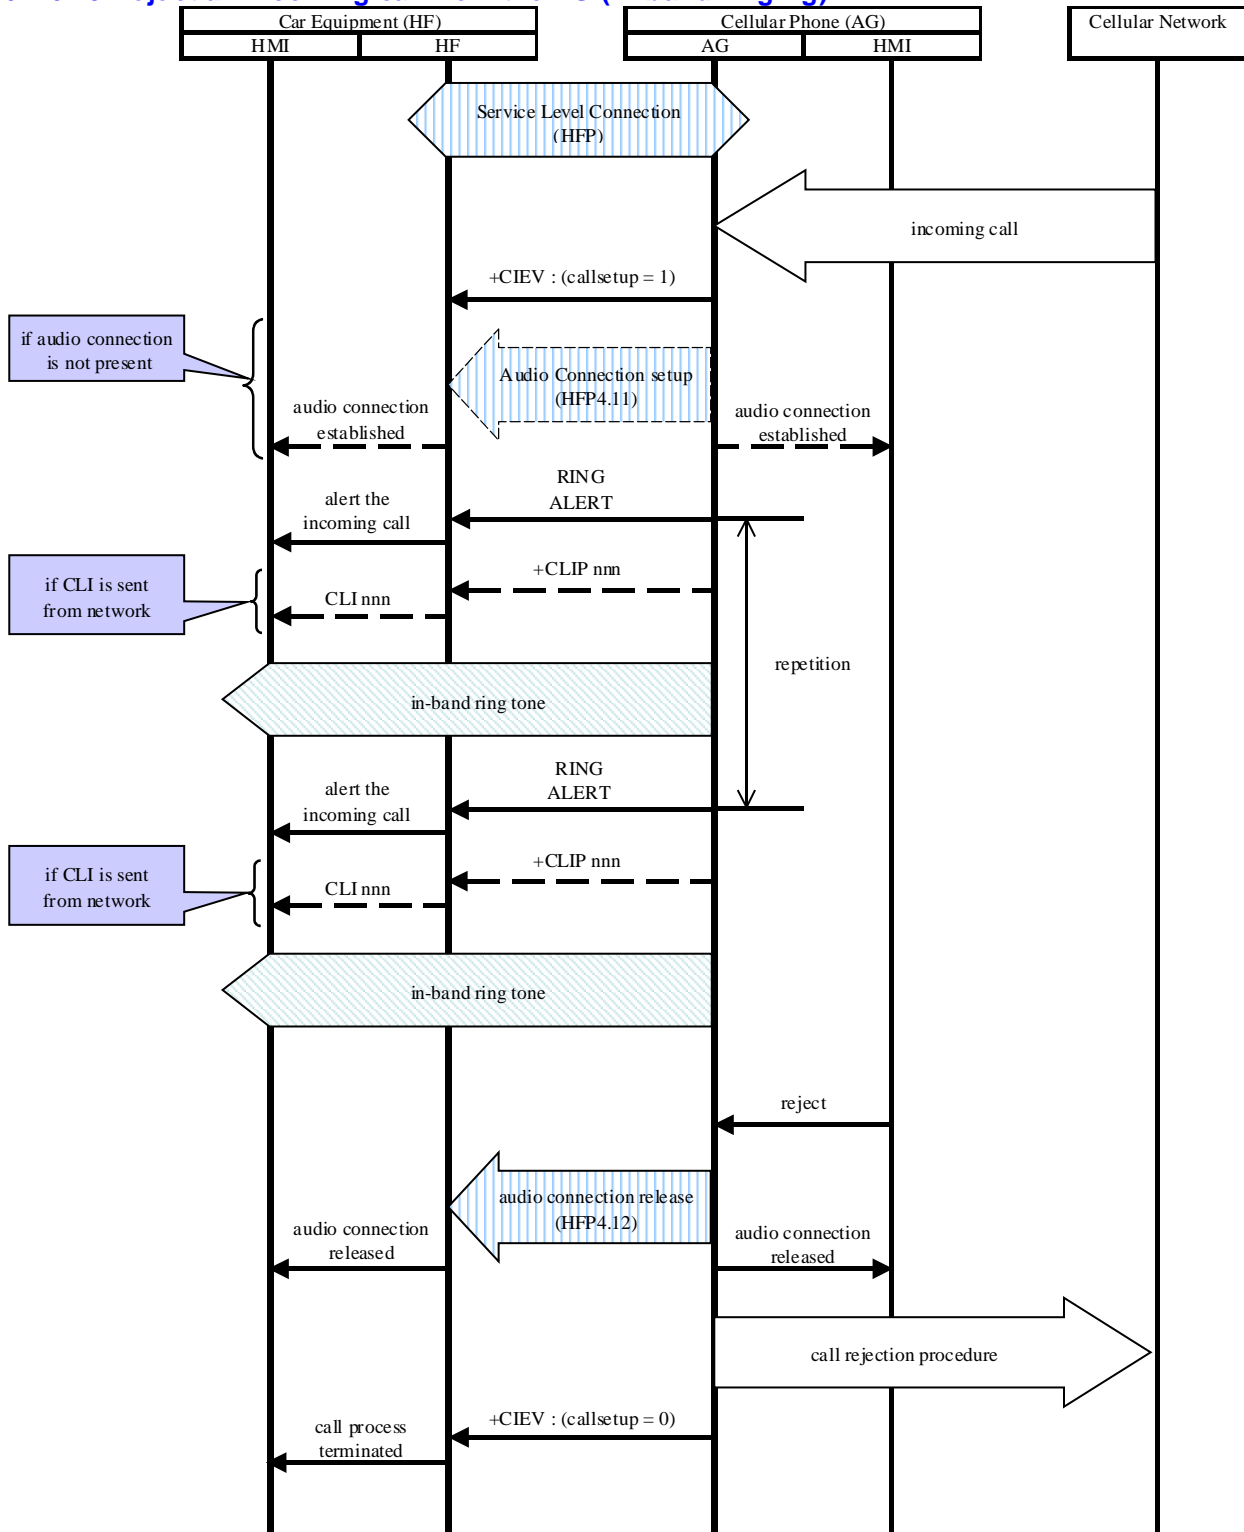 Car Equipment (HF)
Cellular Phone (AG)
Cellular Network
HMI
HF
AG
HMI
Service Level Connection
(HFP)
incoming call
+CIEV : (callsetup = 1)
if audio connection
is not present
Audio Connection setup
(HFP4.11)
audio connection
established
audio connection
established
RING
ALERT
alert the
incoming call
+CLIP nnn
if CLI is sent
from network
CLI nnn
repetition
in-band ring tone
RING
ALERT
alert the
incoming call
+CLIP nnn
if CLI is sent
from network
CLI nnn
in-band ring tone
reject
audio connection release
(HFP4.12)
audio connection
released
audio connection
released
call rejection procedure
+CIEV : (callsetup = 0)
call process
terminated